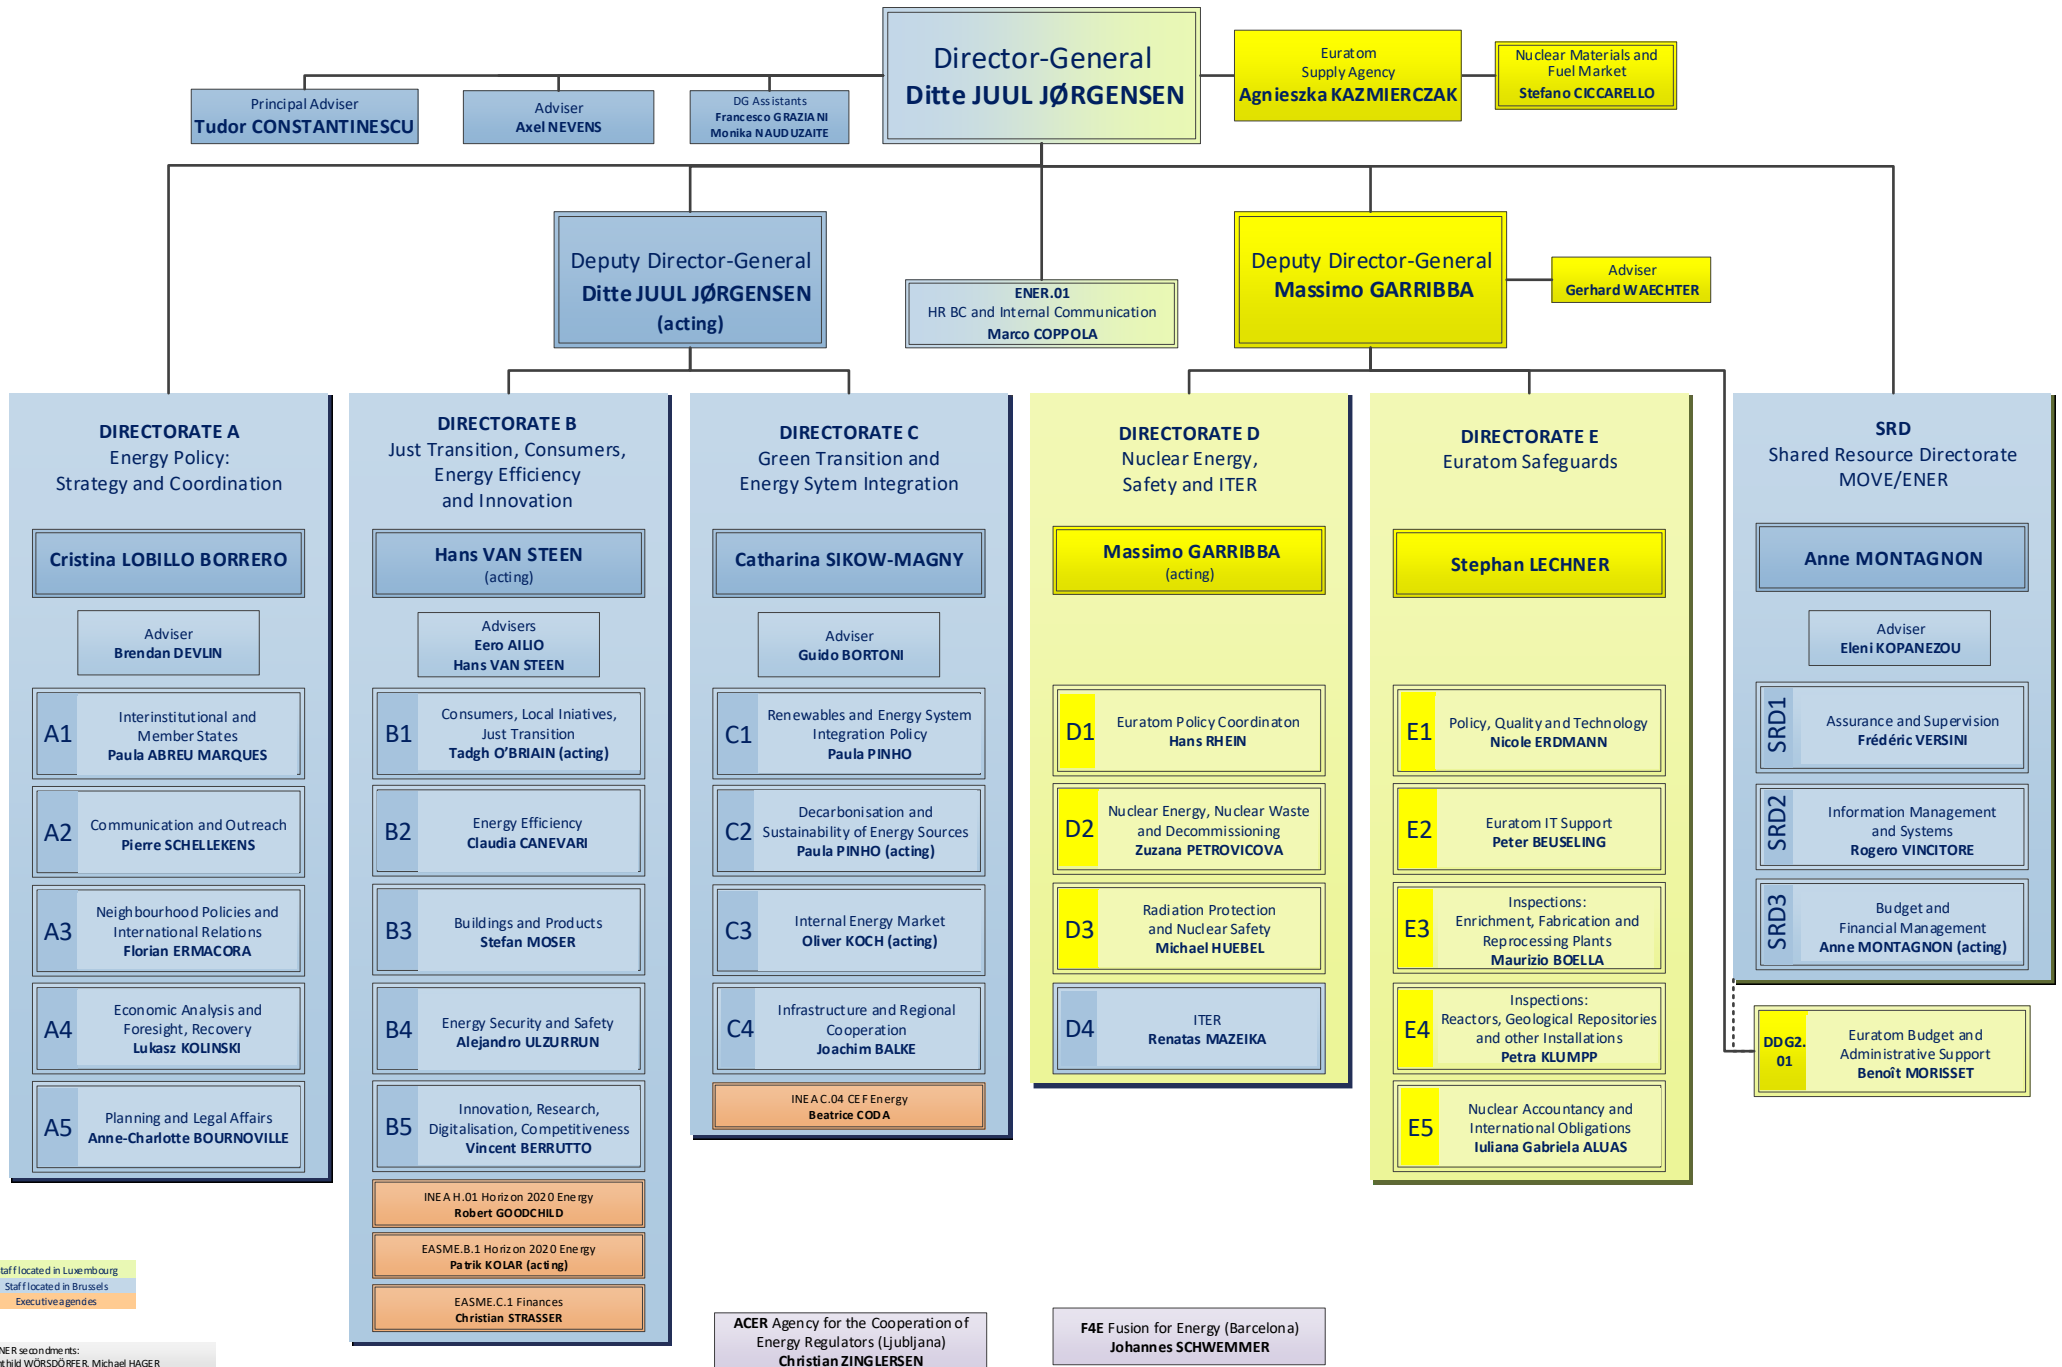 Director-General
Ditte JUUL JØRGENSEN
Euratom
Supply Agency
Agnieszka KAZMIERCZAK
Nuclear Materials and
Fuel Market
Stefano CICCARELLO
Principal Adviser
Tudor CONSTANTINESCU
Adviser
Axel NEVENS
DG Assistants
Francesco GRAZIANI
Monika NAUDUZAITE
Deputy Director-General
Ditte JUUL JØRGENSEN
(acting)
ENER.01
HR BC and Internal Communication
Marco COPPOLA
Deputy Director-General
Massimo GARRIBBA
Adviser
Gerhard WAECHTER
DIRECTORATE A
Energy Policy:
Strategy and Coordination
Cristina LOBILLO BORRERO
Adviser
Brendan DEVLIN
A1
Interinstitutional and
Member States
Paula ABREU MARQUES
A2
Communication and Outreach
Pierre SCHELLEKENS
A3
Neighbourhood Policies and
International Relations
Florian ERMACORA
A4
Economic Analysis and
Foresight, Recovery
Lukasz KOLINSKI
A5
Planning and Legal Affairs
Anne-Charlotte BOURNOVILLE
DIRECTORATE B
Just Transition, Consumers,
Energy Efficiency
and Innovation
Hans VAN STEEN
(acting)
Advisers
Eero AILIO
Hans VAN STEEN
B1
Consumers, Local Iniatives,
Just Transition
Tadgh O'BRIAIN (acting)
B2
Energy Efficiency
Claudia CANEVARI
B3
Buildings and Products
Stefan MOSER
B4
Energy Security and Safety
Alejandro ULZURRUN
B5
Innovation, Research,
Digitalisation, Competitiveness
Vincent BERRUTTO
INEA H.01 Horizon 2020 Energy
Robert GOODCHILD
EASME.B.1 Horizon 2020 Energy
Patrik KOLAR (acting)
EASME.C.1 Finances
Christian STRASSER
DIRECTORATE C
Green Transition and
Energy Sytem Integration
Catharina SIKOW-MAGNY
Adviser
Guido BORTONI
C1
Renewables and Energy System
Integration Policy
Paula PINHO
C2
Decarbonisation and
Sustainability of Energy Sources
Paula PINHO (acting)
C3
Internal Energy Market
Oliver KOCH (acting)
C4
Infrastructure and Regional
Cooperation
Joachim BALKE
INEA C.04 CEF Energy
Beatrice CODA
DIRECTORATE D
Nuclear Energy,
Safety and ITER
Massimo GARRIBBA
(acting)
D1
Euratom Policy Coordinaton
Hans RHEIN
D2
Nuclear Energy, Nuclear Waste
and Decommissioning
Zuzana PETROVICOVA
D3
Radiation Protection
and Nuclear Safety
Michael HUEBEL
D4
ITER
Renatas MAZEIKA
DIRECTORATE E
Euratom Safeguards
Stephan LECHNER
E1
Policy, Quality and Technology
Nicole ERDMANN
E2
Euratom IT Support
Peter BEUSELING
E3
Inspections:
Enrichment, Fabrication and
Reprocessing Plants
Maurizio BOELLA
E4
Inspections:
Reactors, Geological Repositories
and other Installations
Petra KLUMPP
E5
Nuclear Accountancy and
International Obligations
Iuliana Gabriela ALUAS
SRD
Shared Resource Directorate
MOVE/ENER
Anne MONTAGNON
Adviser
Eleni KOPANEZOU
SRD1
Assurance and Supervision
Frédéric VERSINI
SRD2
Information Management
and Systems
Rogero VINCITORE
SRD3
Budget and
Financial Management
Anne MONTAGNON (acting)
DDG2.
01
Euratom Budget and
Administrative Support
Benoît MORISSET
located in Luxembourg
Staff located in Brussels
Executive agencies
secondments:
WÖRSDÖRFER, Michael HAGER
ACER Agency for the Cooperation of
Energy Regulators (Ljubljana)
Christian ZINGLERSEN
F4E Fusion for Energy (Barcelona)
Johannes SCHWEMMER